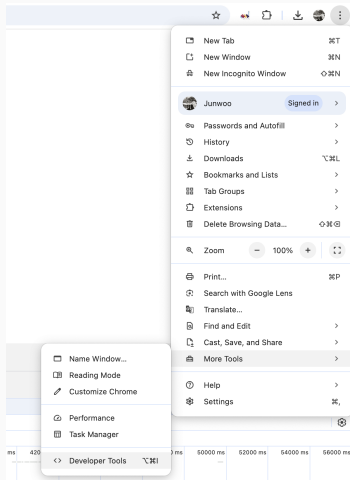 New Tab ⌘T
New Window ⌘N
New Incognito Window ⇧⌘N
Junwoo Signed in
Passwords and Autofill
History
Downloads ⌥⌘L
Bookmarks and Lists
Tab Groups
Extensions
Delete Browsing Data... ⇧⌘⌫
Zoom − 100% +
Print... ⌘P
Search with Google Lens
Translate...
Find and Edit
Cast, Save, and Share
More Tools
Help
Settings ⌘,
Name Window...
Reading Mode
Customize Chrome
Performance
Task Manager
Developer Tools ⌥⌘I
ms 50000 ms 52000 ms 54000 ms 56000 ms